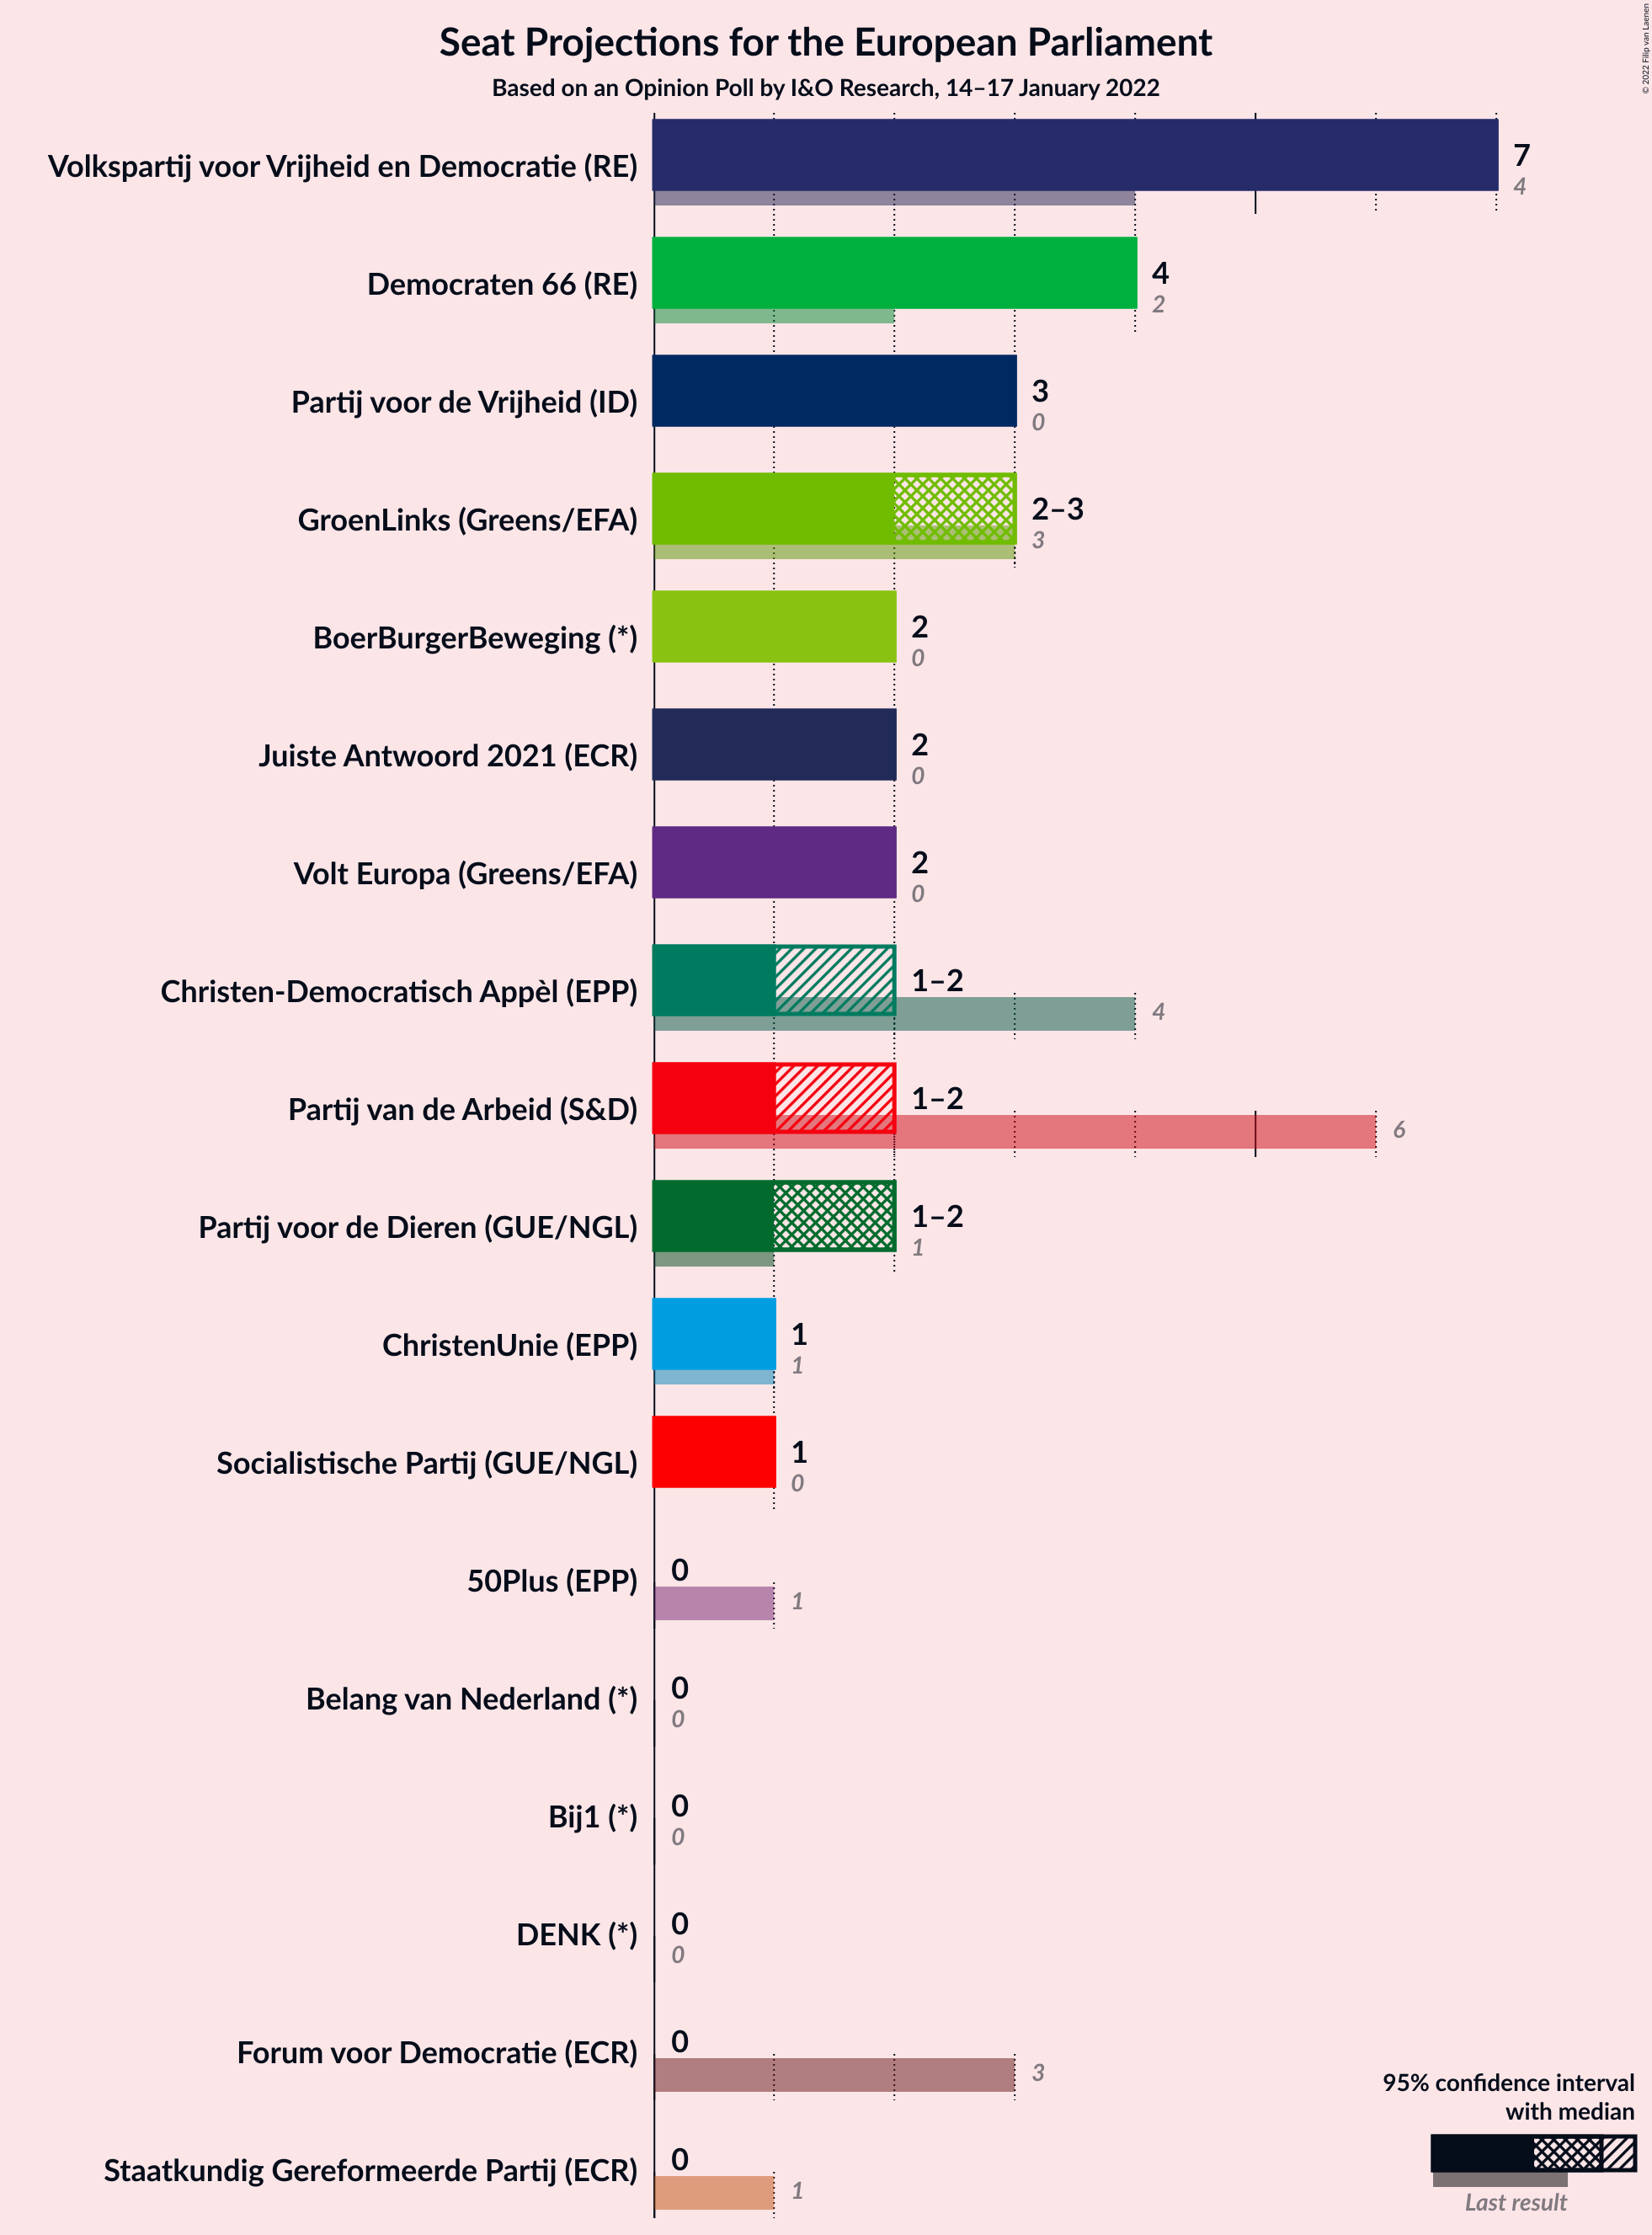 Seat Projections for the European Parliament
Based on an Opinion Poll by I&O Research, 14–17 January 2022
© 2022 Filip van Laenen
Volkspartij voor Vrijheid en Democratie (RE)
7
4
Democraten 66 (RE)
4
2
Partij voor de Vrijheid (ID)
3
0
GroenLinks (Greens/EFA)
2–3
3
BoerBurgerBeweging (*)
2
0
Juiste Antwoord 2021 (ECR)
2
0
Volt Europa (Greens/EFA)
2
0
Christen-Democratisch Appèl (EPP)
1–2
4
Partij van de Arbeid (S&D)
1–2
6
Partij voor de Dieren (GUE/NGL)
1–2
1
ChristenUnie (EPP)
1
1
Socialistische Partij (GUE/NGL)
1
0
50Plus (EPP)
0
1
Belang van Nederland (*)
0
0
Bij1 (*)
0
0
DENK (*)
0
0
Forum voor Democratie (ECR)
0
3
Staatkundig Gereformeerde Partij (ECR)
0
1
95% confidence interval
with median
Last result